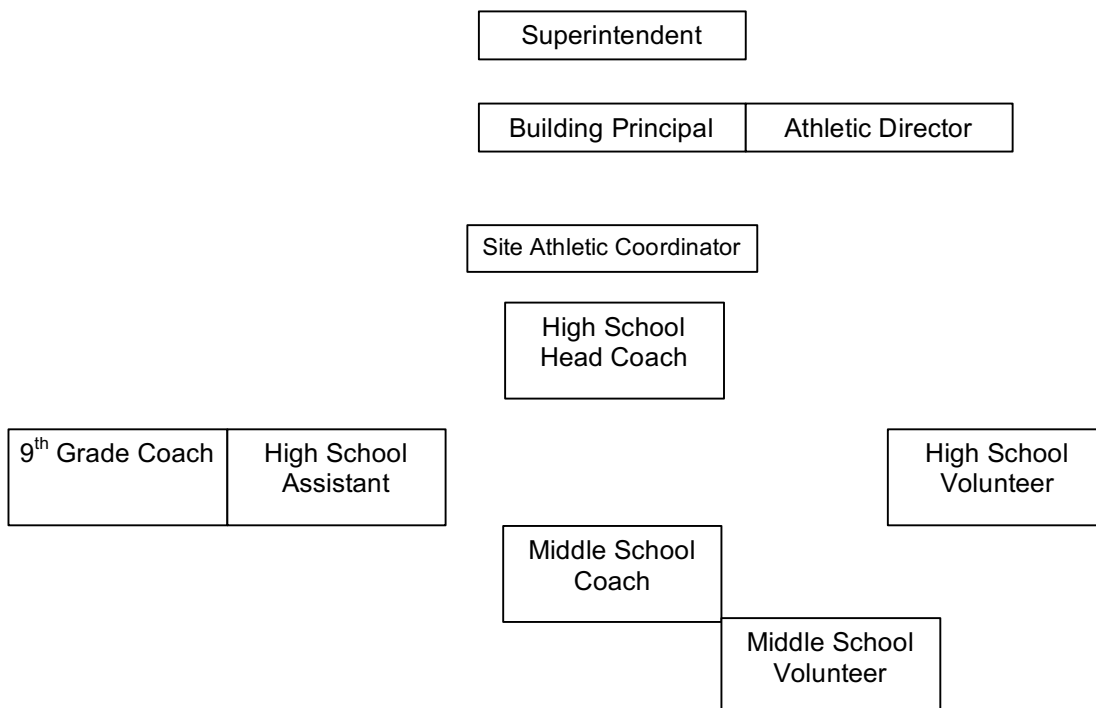 Superintendent
Building Principal
Athletic Director
Site Athletic Coordinator
High School
Head Coach
9th Grade Coach
High School
Assistant
High School
Volunteer
Middle School
Coach
Middle School
Volunteer